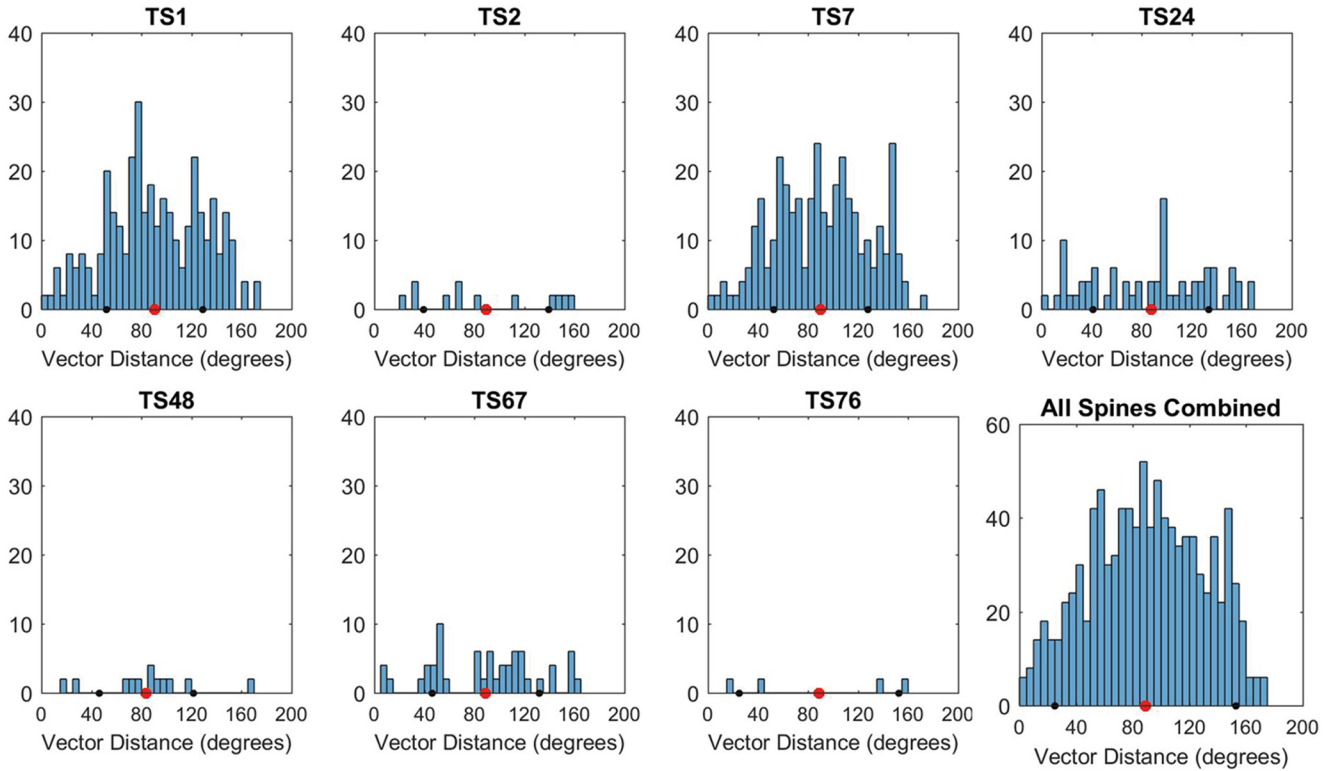 TS1 TS2 TS7 TS24
40 40 40 40
30 30 30 30
20 20 20 20
10 10 10 10
0 0 0 0
0 40 80 120 160 200 0 40 80 120 160 200 0 40 80 120 160 200 0 40 80 120 160 200
Vector Distance (degrees) Vector Distance (degrees) Vector Distance (degrees) Vector Distance (degrees)
TS48 TS67 TS76 All Spines Combined
40 40 40 60
30 30 30
20 20 20 40
10 10 10 20
0 0 0 0
0 40 80 120 160 200 0 40 80 120 160 200 0 40 80 120 160 200 0 40 80 120 160 200
Vector Distance (degrees) Vector Distance (degrees) Vector Distance (degrees) Vector Distance (degrees)